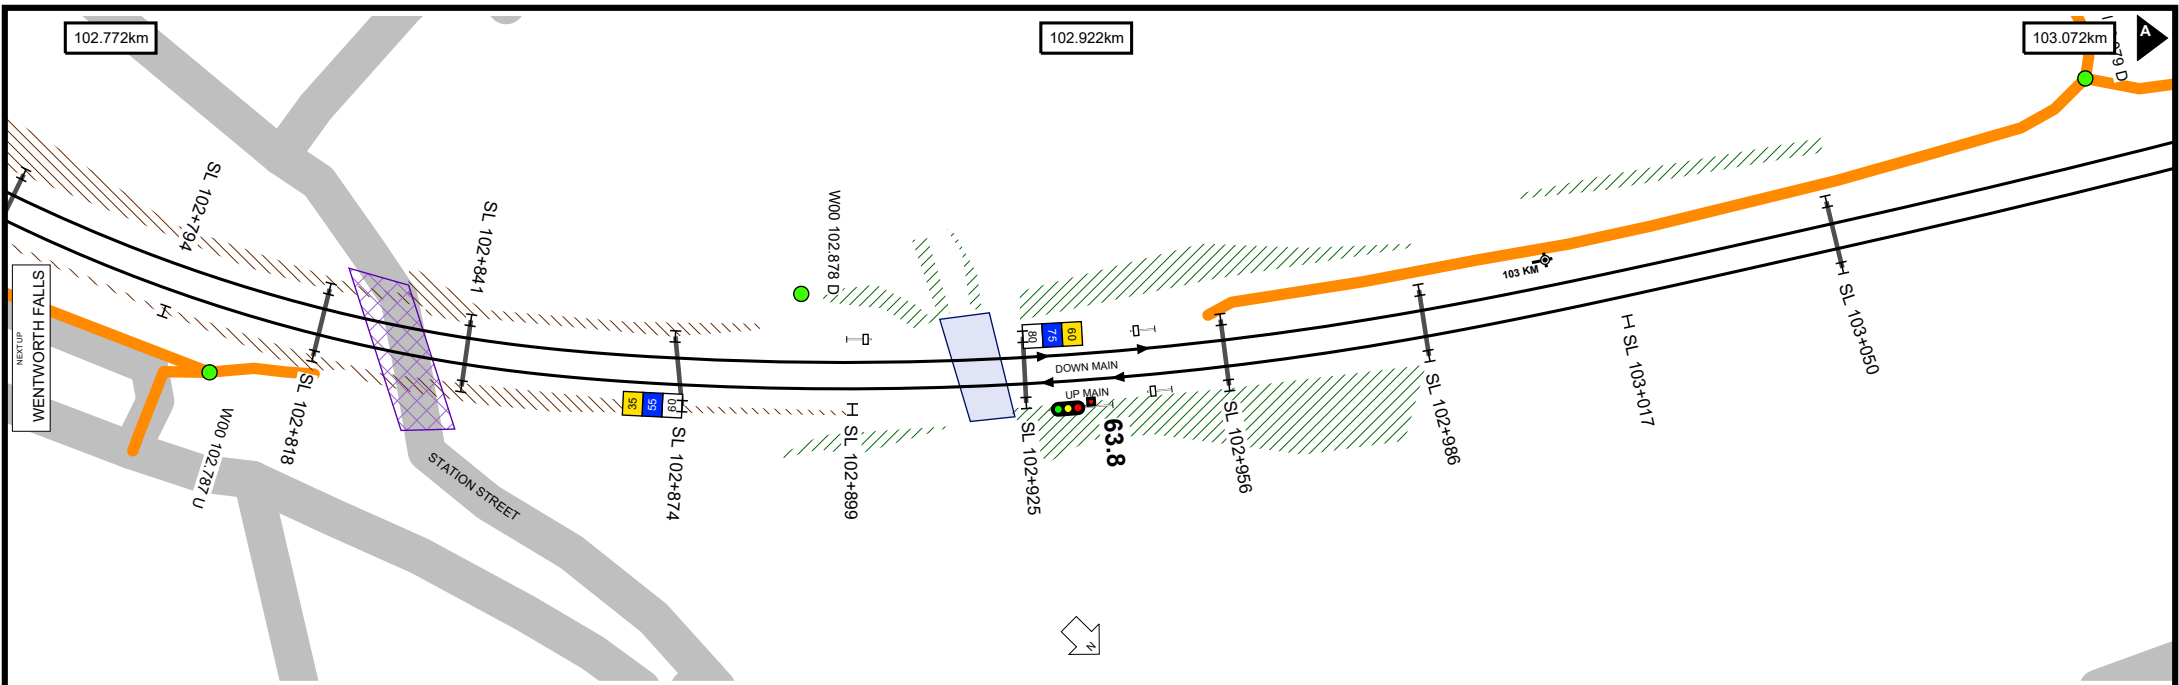 102.772km
102.922km
103.072km
A
79 D
SL 102+794
SL 102+841
W00 102.878 D
NEXT UP
WENTWORTH FALLS
103 KM
80
75
60
DOWN MAIN
UP MAIN
63.8
35
55
60
SL 102+818
W00 102.787 U
STATION STREET
SL 102+874
SL 102+899
SL 102+925
SL 102+956
SL 102+986
SL 103+017
SL 103+050
N